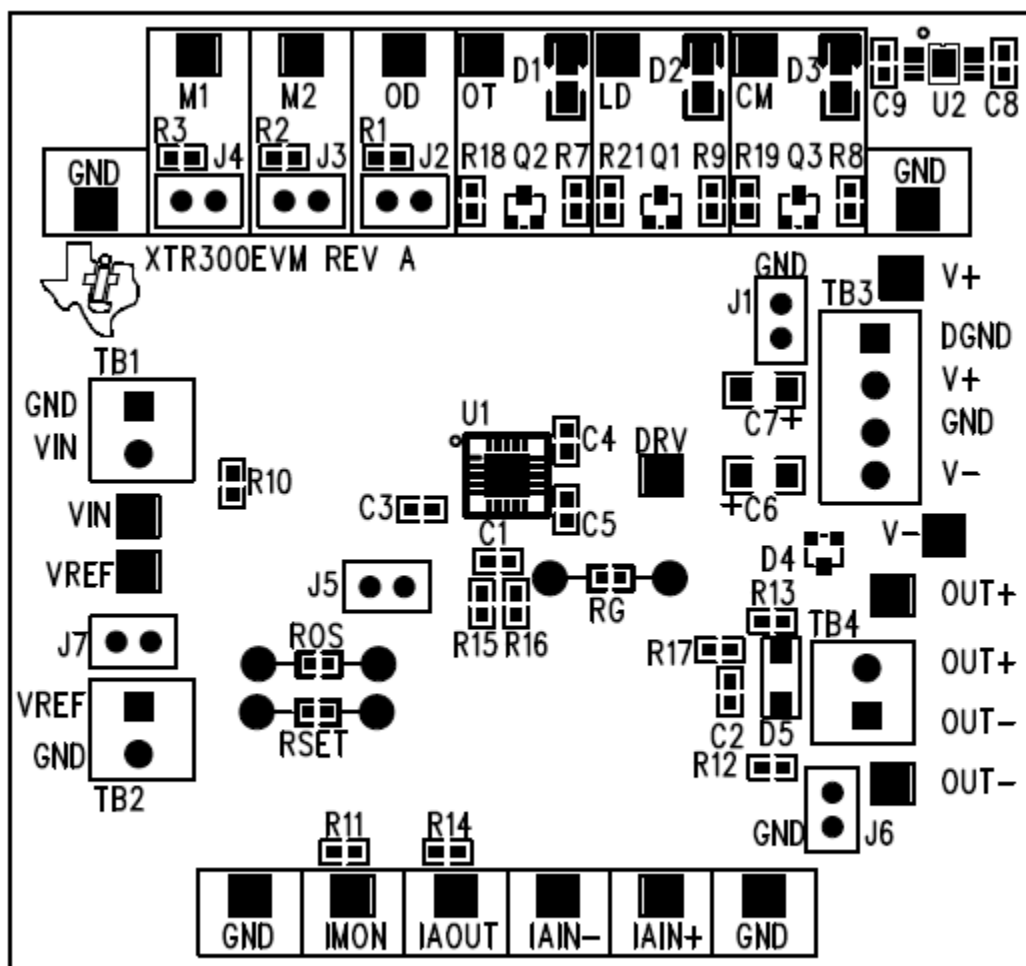 M1 M2 OD OT D1 LD D2 CM D3 C9 U2 C8
R3 J4 R2 J3 R1 J2 R18 Q2 R7 R21 Q1 R9 R19 Q3 R8
GND GND
XTR300EVM REV A
GND
J1 TB3 V+
DGND
TB1
GND V+
VIN U1 C7+ GND
C4 DRV V-
R10
VIN C3 C5 +C6
C1 V-
VREF J5 D4
RG R13 OUT+
J7 R15 R16 TB4
ROS R17 OUT+
VREF
RSET C2 D5 OUT-
GND R12
TB2 OUT-
R11 R14 GND J6
GND IMON IAOUT IAIN- IAIN+ GND